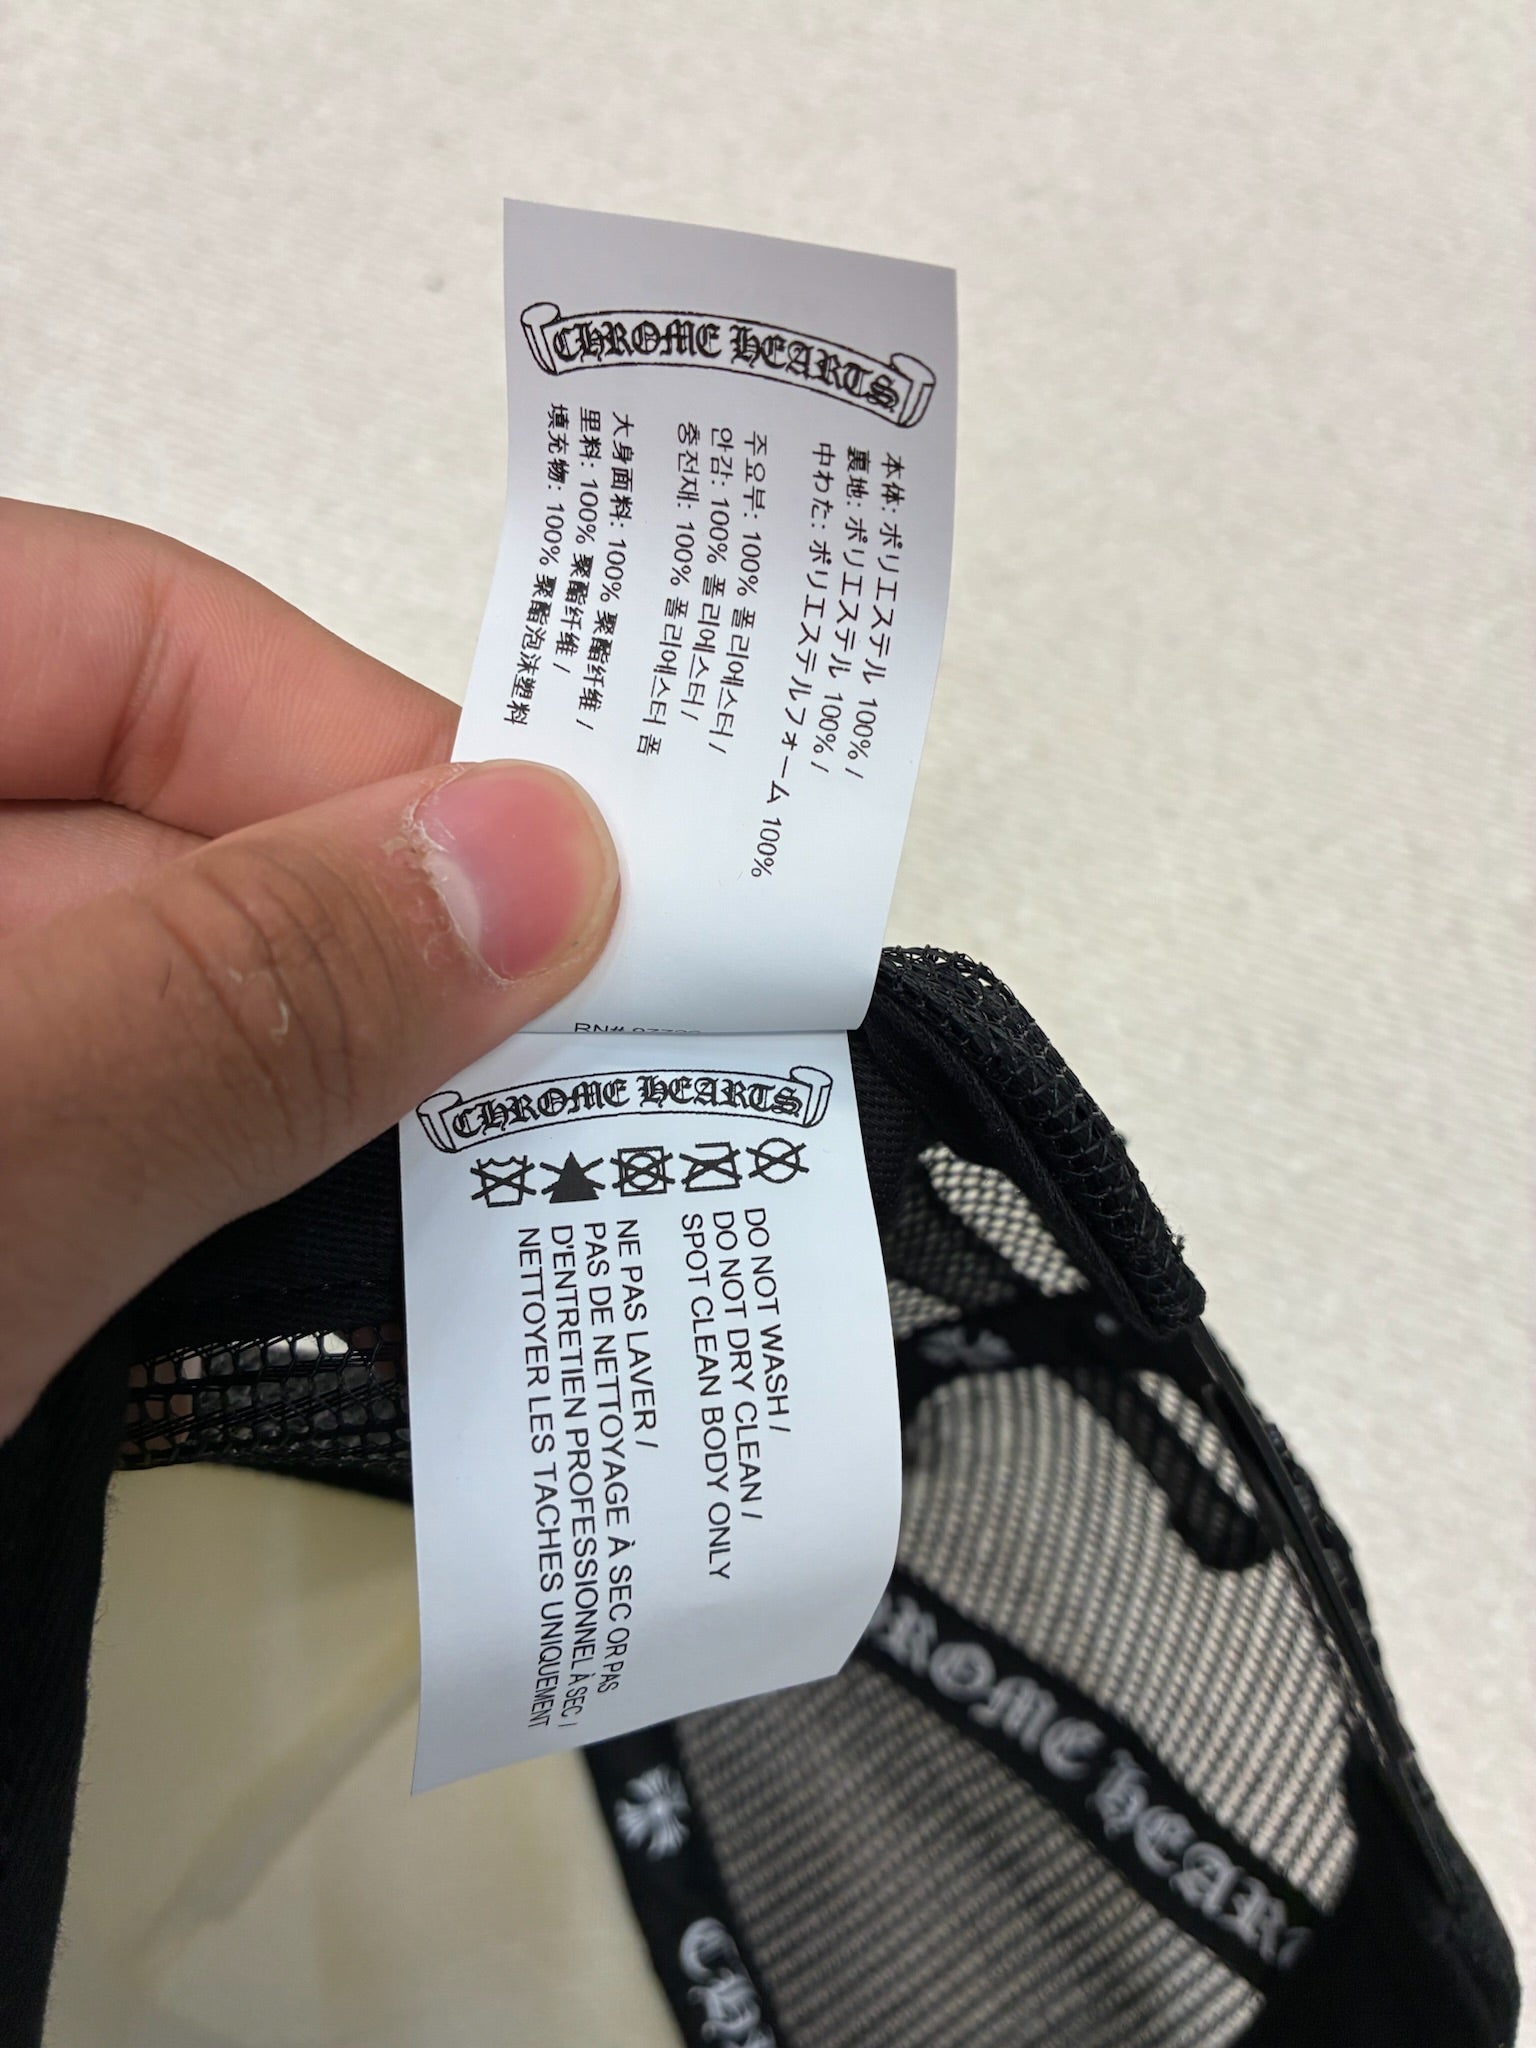 CHROME HEARTS
本体: ポリエステル 100% /
裏地: ポリエステル 100% /
中わた: ポリエステルフォーム 100%
주요부: 100% 폴리에스터 /
안감: 100% 폴리에스터 /
충전재: 100% 폴리에스터 폼
大身面料: 100% 聚酯纤维 /
里料: 100% 聚酯纤维 /
填充物: 100% 聚酯泡沫塑料
RN#
CHROME HEARTS
DO NOT WASH /
DO NOT DRY CLEAN /
SPOT CLEAN BODY ONLY
NE PAS LAVER /
PAS DE NETTOYAGE À SEC OR PAS
D'ENTRETIEN PROFESSIONNEL À SEC /
NETTOYER LES TACHES UNIQUEMENT
ROME HEAR